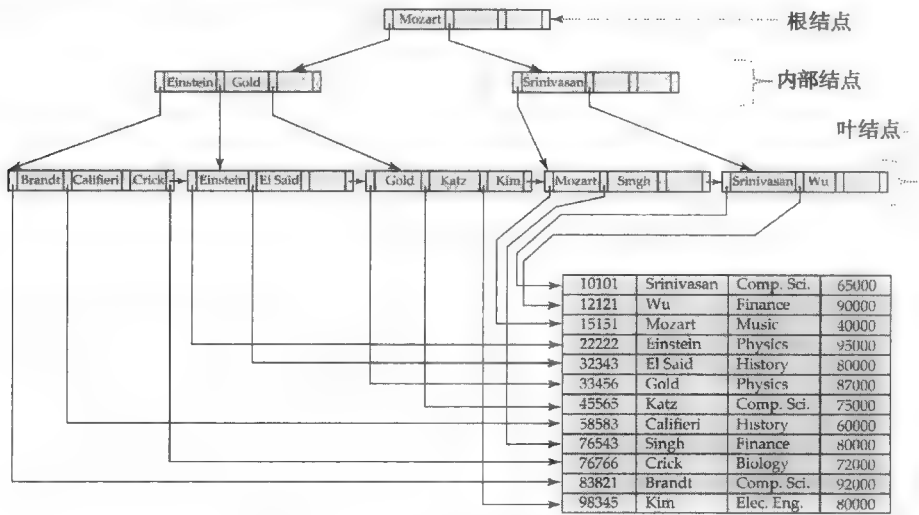 Mozart
根结点
Einstein Gold
Srinivasan
内部结点
叶结点
Brandt Califieri Crick
Einstein El Said
Gold Katz Kim
Mozart Smgh
Srinivasan Wu
10101 Srinivasan Comp. Sci. 65000
12121 Wu Finance 90000
15151 Mozart Music 40000
22222 Einstein Physics 95000
32343 El Said History 80000
33456 Gold Physics 87000
45565 Katz Comp. Sci. 75000
58583 Califieri History 60000
76543 Singh Finance 80000
76766 Crick Biology 72000
83821 Brandt Comp. Sci. 92000
98345 Kim Elec. Eng. 80000